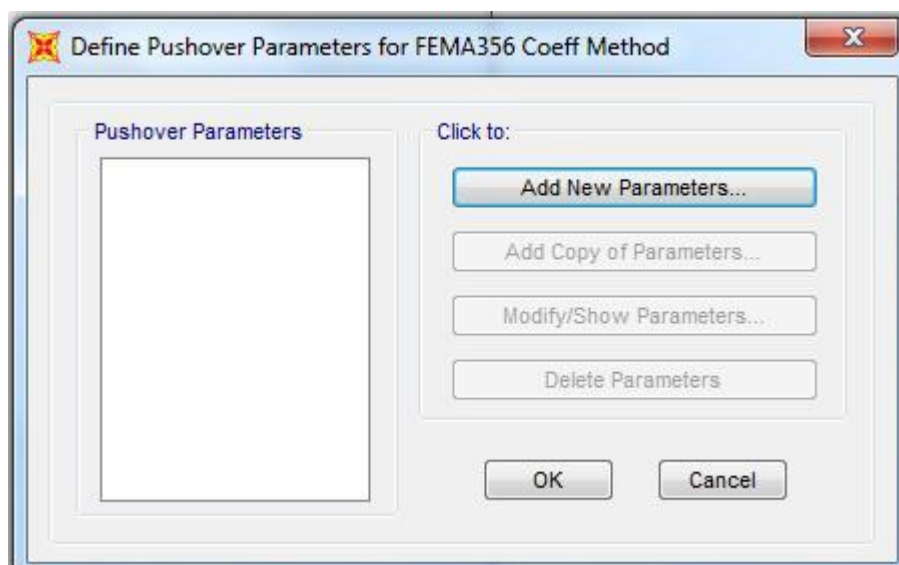 Define Pushover Parameters for FEMA356 Coeff Method
Pushover Parameters
Click to:
Add New Parameters...
Add Copy of Parameters...
Modify/Show Parameters...
Delete Parameters
OK
Cancel